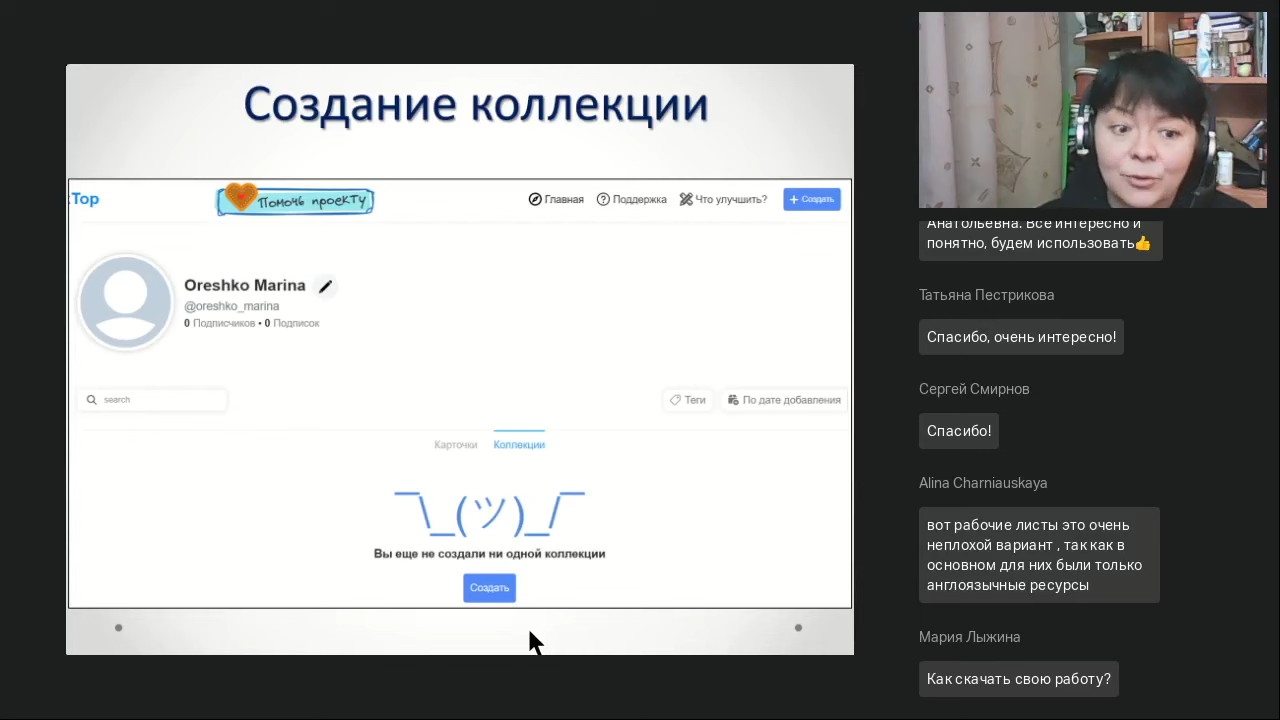 Создание коллекции
:Top
Помочь проекту
Главная
Поддержка
Что улучшить?
+ Создать
Oreshko Marina
@oreshko_marina
0 Подписчиков • 0 Подписок
search
Теги
По дате добавления
Карточки
Коллекции
¯\_(ツ)_/¯
Вы еще не создали ни одной коллекции
Создать
Анатольевна. Все интересно и
понятно, будем использовать👍
Татьяна Пестрикова
Спасибо, очень интересно!
Сергей Смирнов
Спасибо!
Alina Charniauskaya
вот рабочие листы это очень
неплохой вариант , так как в
основном для них были только
англоязычные ресурсы
Мария Лыжина
Как скачать свою работу?